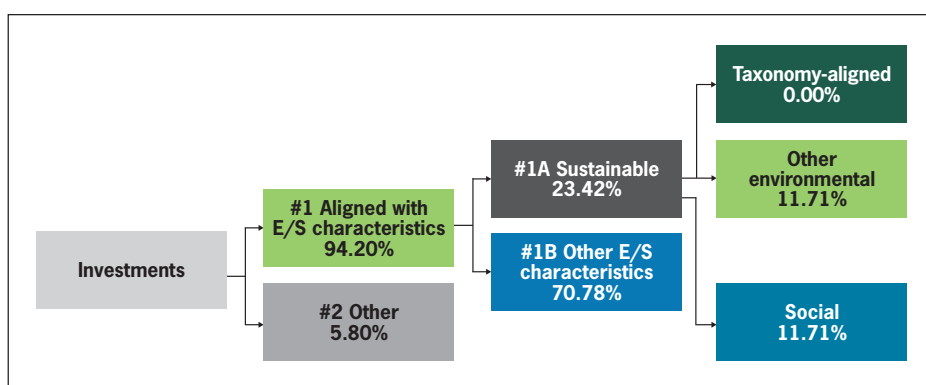 Investments
#1 Aligned with
E/S characteristics
94.20%
#2 Other
5.80%
#1A Sustainable
23.42%
#1B Other E/S
characteristics
70.78%
Taxonomy-aligned
0.00%
Other
environmental
11.71%
Social
11.71%